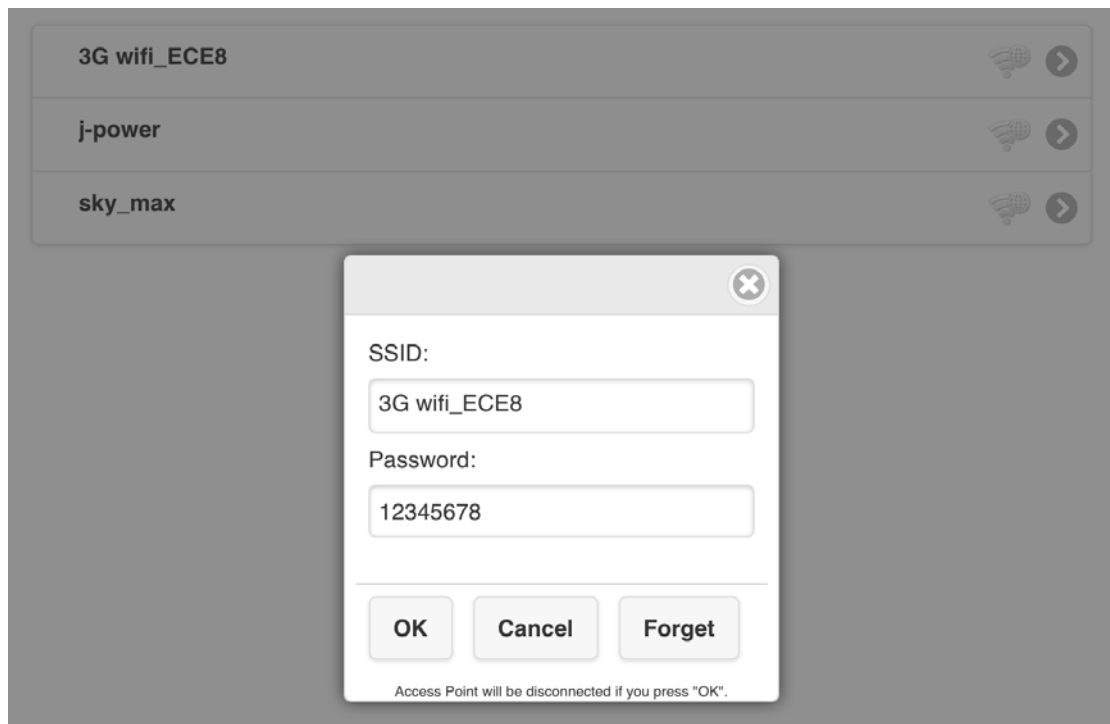 3G wifi_ECE8
j-power
sky_max
SSID:
3G wifi_ECE8
Password:
12345678
OK Cancel Forget
Access Point will be disconnected if you press "OK".